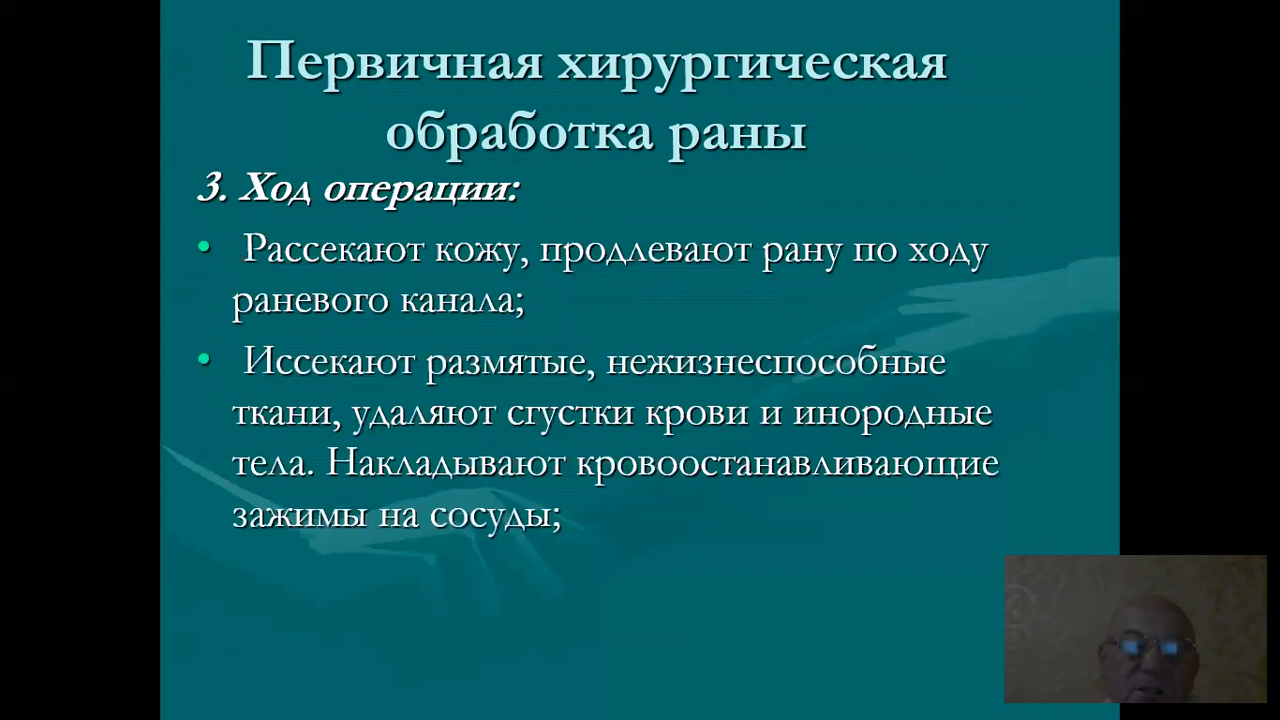 Первичная хирургическая
обработка раны
3. Ход операции:
• Рассекают кожу, продлевают рану по ходу
раневого канала;
• Иссекают размятые, нежизнеспособные
ткани, удаляют сгустки крови и инородные
тела. Накладывают кровоостанавливающие
зажимы на сосуды;